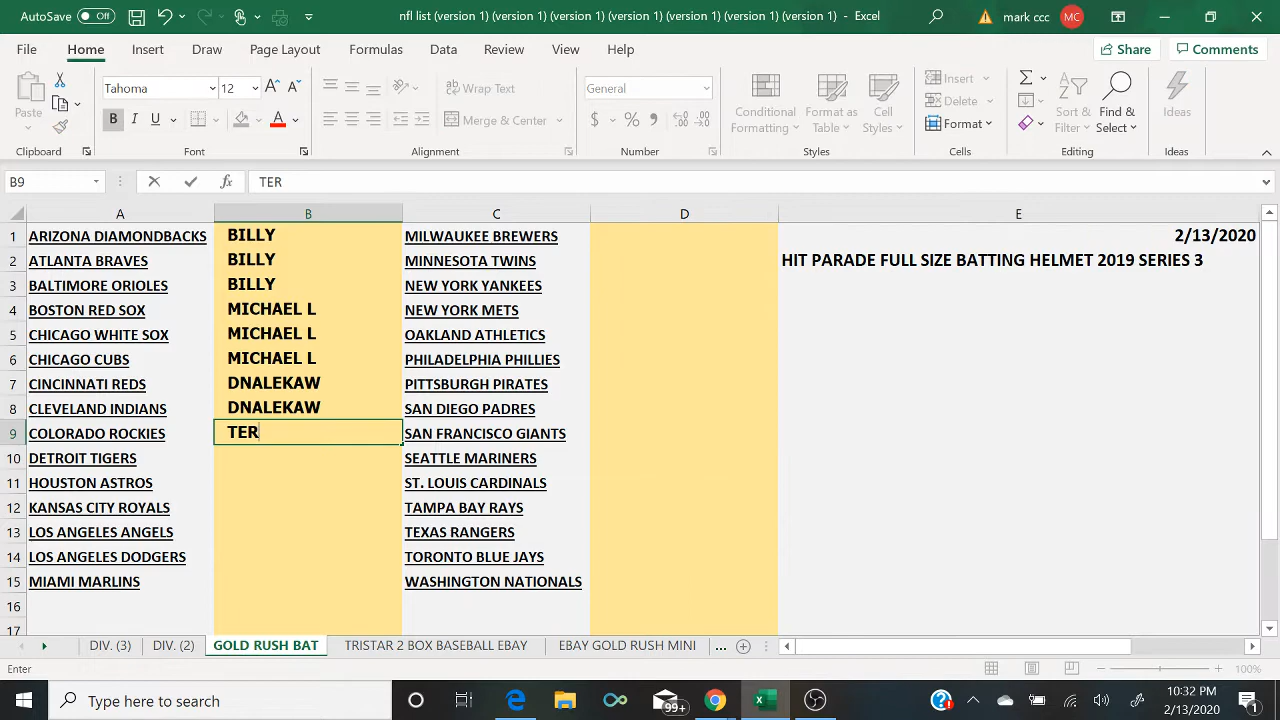 AutoSave Off
nfl list (version 1) (version 1) (version 1) (version 1) (version 1) (version 1) (version 1) - Excel
mark ccc MC
File Home Insert Draw Page Layout Formulas Data Review View Help Share Comments
Paste
Clipboard
Tahoma 12
B I U
Font
ab Wrap Text
Merge & Center
Alignment
General
$ % 9
Number
Conditional Formatting
Format as Table
Cell Styles
Styles
Insert
Delete
Format
Cells
Sort & Filter
Find & Select
Editing
Ideas
Ideas
B9 fx TER
A B C D E
1 ARIZONA DIAMONDBACKS BILLY MILWAUKEE BREWERS 2/13/2020
2 ATLANTA BRAVES BILLY MINNESOTA TWINS HIT PARADE FULL SIZE BATTING HELMET 2019 SERIES 3
3 BALTIMORE ORIOLES BILLY NEW YORK YANKEES
4 BOSTON RED SOX MICHAEL L NEW YORK METS
5 CHICAGO WHITE SOX MICHAEL L OAKLAND ATHLETICS
6 CHICAGO CUBS MICHAEL L PHILADELPHIA PHILLIES
7 CINCINNATI REDS DNALEKAW PITTSBURGH PIRATES
8 CLEVELAND INDIANS DNALEKAW SAN DIEGO PADRES
9 COLORADO ROCKIES TER SAN FRANCISCO GIANTS
10 DETROIT TIGERS SEATTLE MARINERS
11 HOUSTON ASTROS ST. LOUIS CARDINALS
12 KANSAS CITY ROYALS TAMPA BAY RAYS
13 LOS ANGELES ANGELS TEXAS RANGERS
14 LOS ANGELES DODGERS TORONTO BLUE JAYS
15 MIAMI MARLINS WASHINGTON NATIONALS
16
17
DIV. (3) DIV. (2) GOLD RUSH BAT TRISTAR 2 BOX BASEBALL EBAY EBAY GOLD RUSH MINI ...
Enter 100%
Type here to search 99+ 10:32 PM
2/13/2020 1